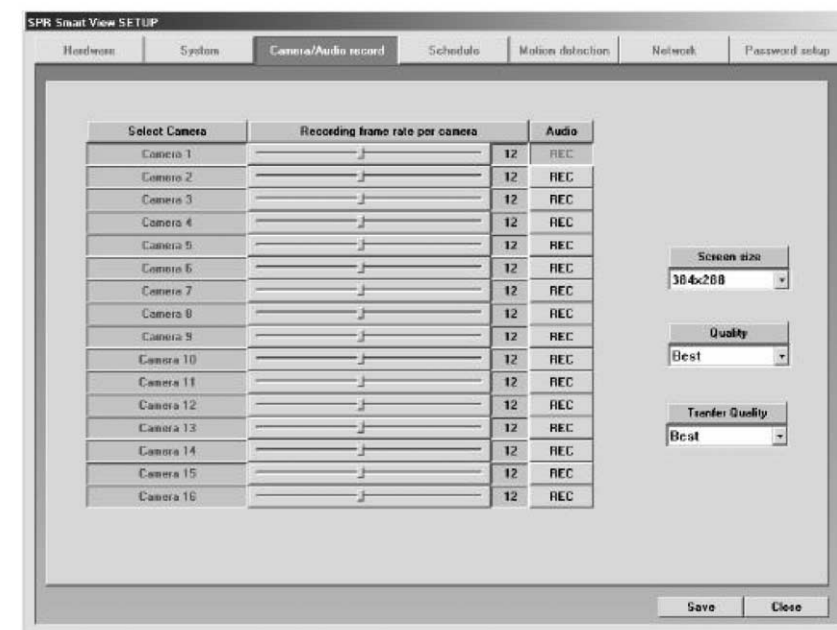 SPR Smart View SETUP
Hardware System Camera/Audio record Schedule Motion detection Network Password setup
Select Camera Recording frame rate per camera Audio
Camera 1 12 REC
Camera 2 12 REC
Camera 3 12 REC
Camera 4 12 REC
Camera 5 12 REC
Camera 6 12 REC
Camera 7 12 REC
Camera 8 12 REC
Camera 9 12 REC
Camera 10 12 REC
Camera 11 12 REC
Camera 12 12 REC
Camera 13 12 REC
Camera 14 12 REC
Camera 15 12 REC
Camera 16 12 REC
Screen size
384x288
Quality
Best
Tranfer Quality
Best
Save Close